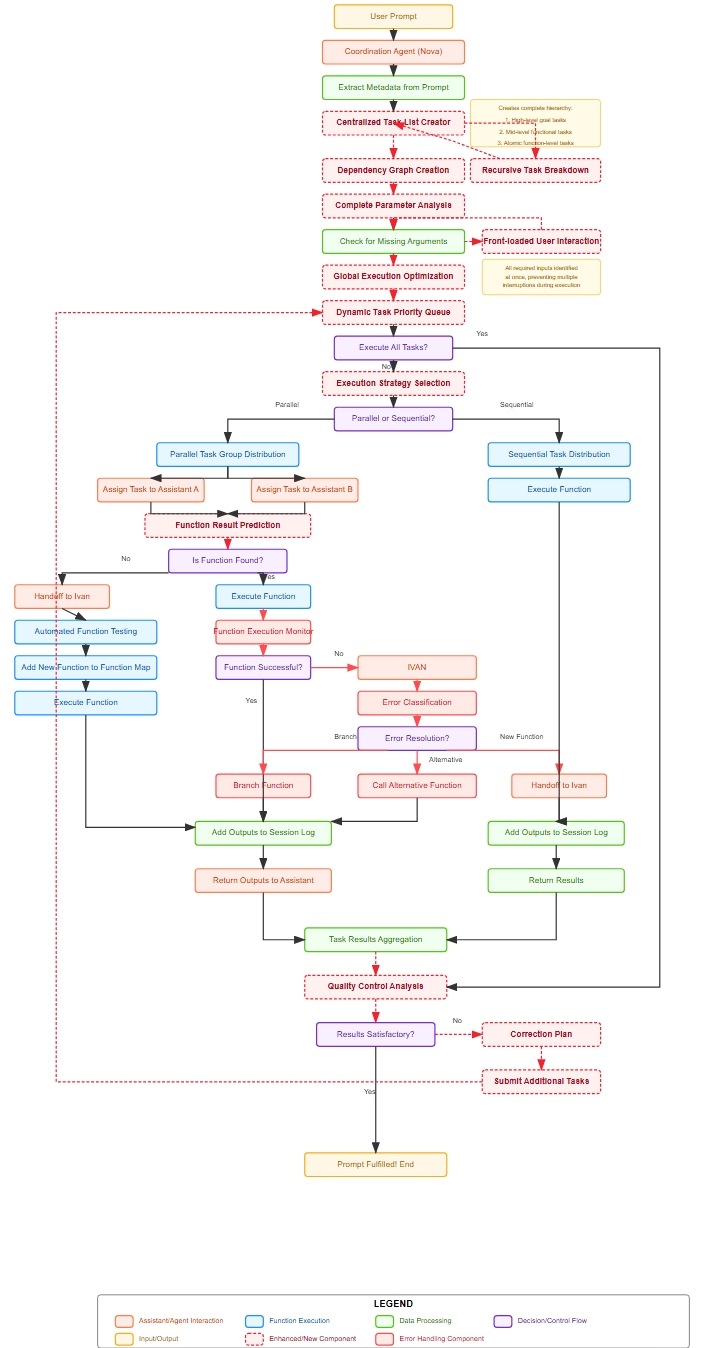 User Prompt
Coordination Agent (Nova)
Extract Metadata from Prompt
Centralized Task List Creator
Creates complete hierarchy:
1. High-level goal tasks
2. Mid-level functional tasks
3. Atomic function-level tasks
Dependency Graph Creation
Recursive Task Breakdown
Complete Parameter Analysis
Check for Missing Arguments
Front-loaded User Interaction
Global Execution Optimization
All required inputs identified
at once, preventing multiple
interruptions during execution
Dynamic Task Priority Queue
Yes
Execute All Tasks?
No
Execution Strategy Selection
Parallel
Sequential
Parallel or Sequential?
Parallel Task Group Distribution
Sequential Task Distribution
Assign Task to Assistant A
Assign Task to Assistant B
Execute Function
Function Result Prediction
No
Is Function Found?
Yes
Handoff to Ivan
Execute Function
Automated Function Testing
Function Execution Monitor
No
Add New Function to Function Map
Function Successful?
IVAN
Yes
Execute Function
Error Classification
Branch
Error Resolution?
New Function
Alternative
Branch Function
Call Alternative Function
Handoff to Ivan
Add Outputs to Session Log
Add Outputs to Session Log
Return Outputs to Assistant
Return Results
Task Results Aggregation
Quality Control Analysis
No
Results Satisfactory?
Correction Plan
Submit Additional Tasks
Yes
Prompt Fulfilled! End
LEGEND
Assistant/Agent Interaction
Function Execution
Data Processing
Decision/Control Flow
Input/Output
Enhanced/New Component
Error Handling Component